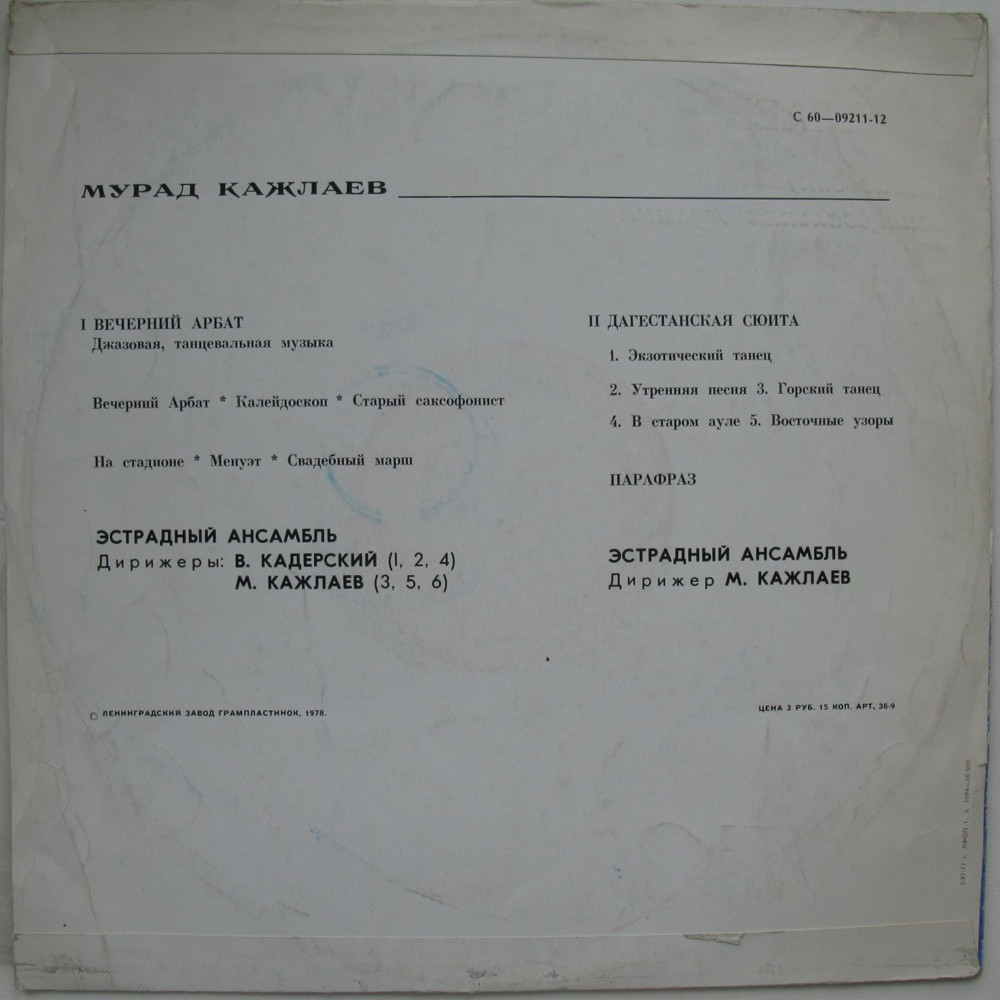 С 60—09211-12
МУРАД КАЖЛАЕВ
I ВЕЧЕРНИЙ АРБАТ
Джазовая, танцевальная музыка
Вечерний Арбат * Калейдоскоп * Старый саксофонист
На стадионе * Менуэт * Свадебный марш
ЭСТРАДНЫЙ АНСАМБЛЬ
Дирижеры: В. КАДЕРСКИЙ (1, 2, 4)
М. КАЖЛАЕВ (3, 5, 6)
II ДАГЕСТАНСКАЯ СЮИТА
1. Экзотический танец
2. Утренняя песня 3. Горский танец
4. В старом ауле 5. Восточные узоры
ПАРАФРАЗ
ЭСТРАДНЫЙ АНСАМБЛЬ
Дирижер М. КАЖЛАЕВ
ЛЕНИНГРАДСКИЙ ЗАВОД ГРАМПЛАСТИНОК, 1978.
ЦЕНА 2 РУБ. 15 КОП. АРТ. 36-9